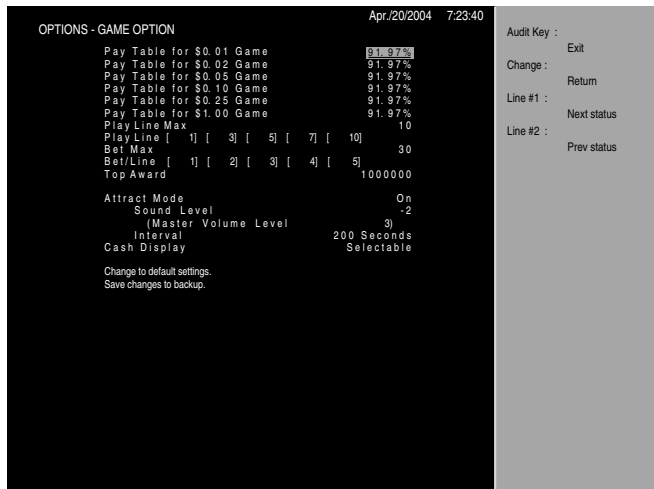 Apr./20/2004 7:23:40
OPTIONS - GAME OPTION
Pay Table for $0.01 Game 91.97%
Pay Table for $0.02 Game 91.97%
Pay Table for $0.05 Game 91.97%
Pay Table for $0.10 Game 91.97%
Pay Table for $0.25 Game 91.97%
Pay Table for $1.00 Game 91.97%
Play Line Max 10
Play Line [ 1] [ 3] [ 5] [ 7] [ 10]
Bet Max 30
Bet/Line [ 1] [ 2] [ 3] [ 4] [ 5]
Top Award 1000000
Attract Mode On
Sound Level -2
(Master Volume Level 3)
Interval 200 Seconds
Cash Display Selectable
Change to default settings.
Save changes to backup.
Audit Key :
Exit
Change :
Return
Line #1 :
Next status
Line #2 :
Prev status